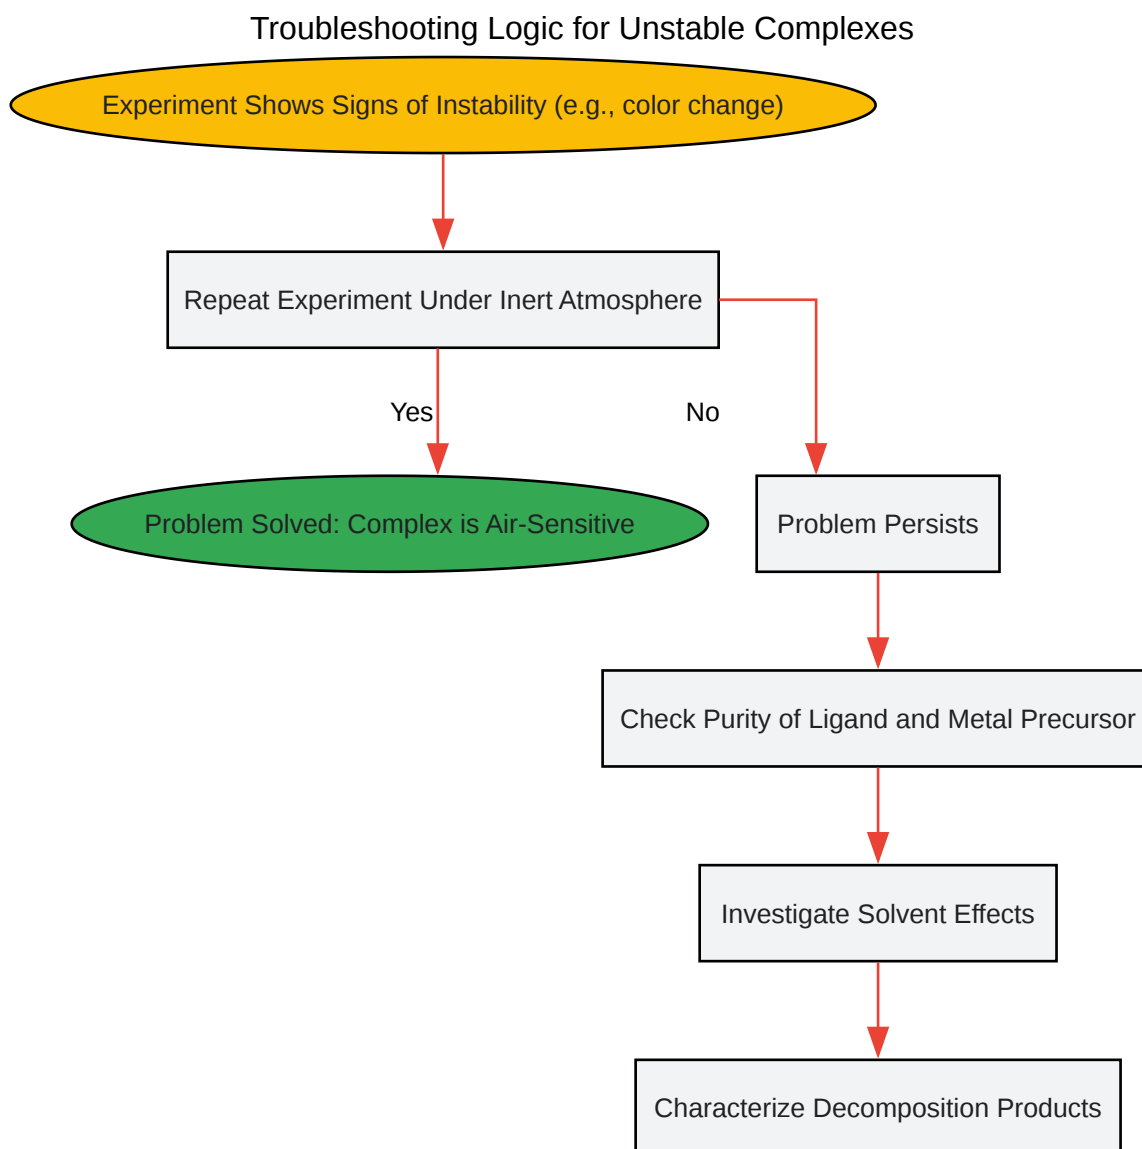 Troubleshooting Logic for Unstable Complexes
Experiment Shows Signs of Instability (e.g., color change)
Repeat Experiment Under Inert Atmosphere
Yes
No
Problem Solved: Complex is Air-Sensitive
Problem Persists
Check Purity of Ligand and Metal Precursor
Investigate Solvent Effects
Characterize Decomposition Products